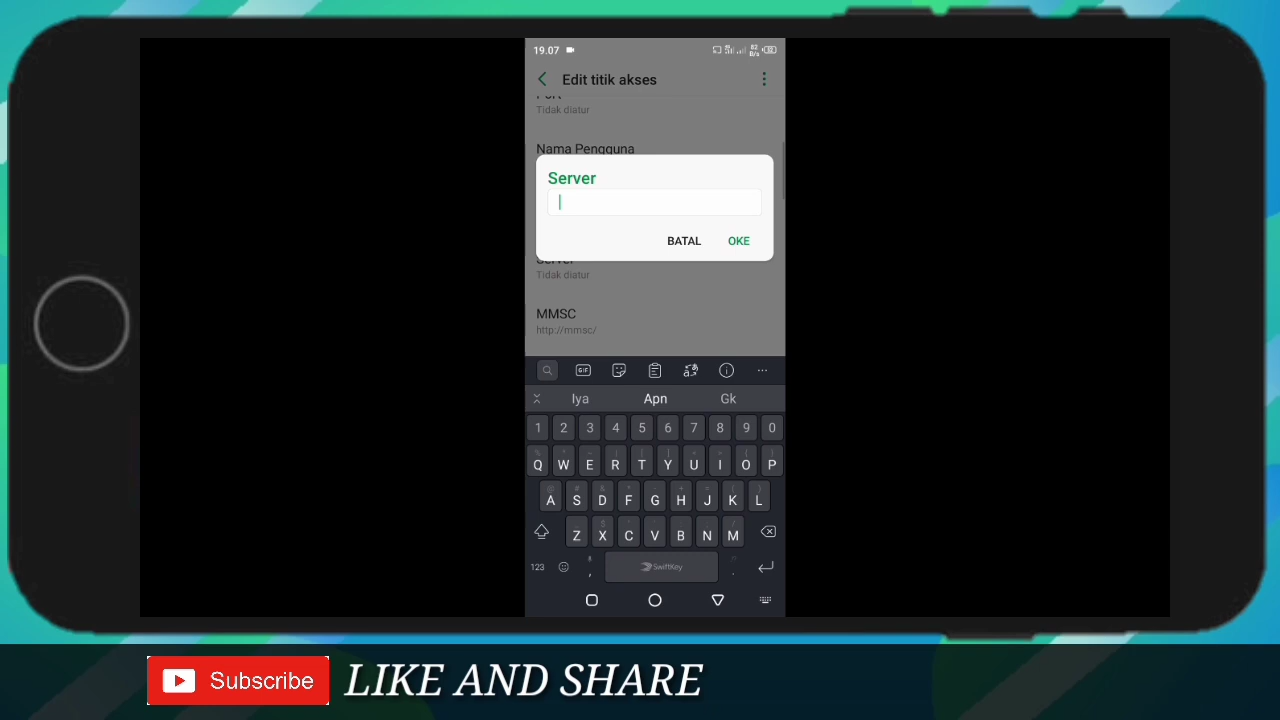 19.07
82
B/s
Edit titik akses
Port
Tidak diatur
Nama Pengguna
Server
BATAL
OKE
Server
Tidak diatur
MMSC
http://mmsc/
GIF
Iya
Apn
Gk
1 2 3 4 5 6 7 8 9 0
Q W E R T Y U I O P
A S D F G H J K L
Z X C V B N M
123
SwiftKey
Subscribe
LIKE AND SHARE